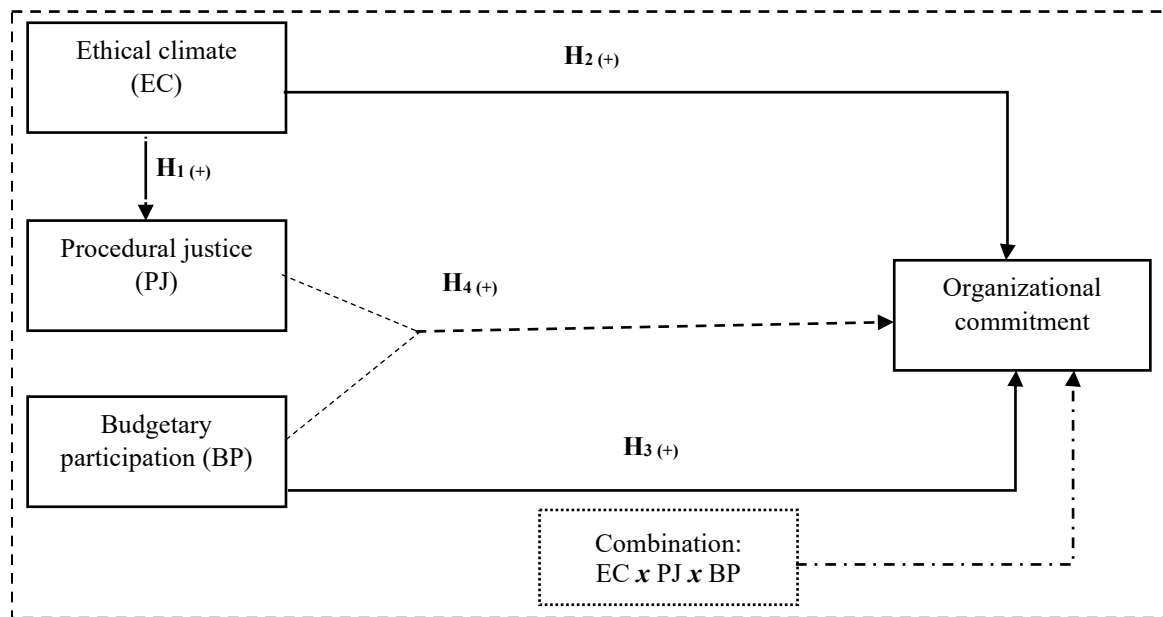 Ethical climate
(EC)
H2 (+)
H1 (+)
Procedural justice
(PJ)
H4 (+)
Organizational
commitment
Budgetary
participation (BP)
H3 (+)
Combination:
EC x PJ x BP